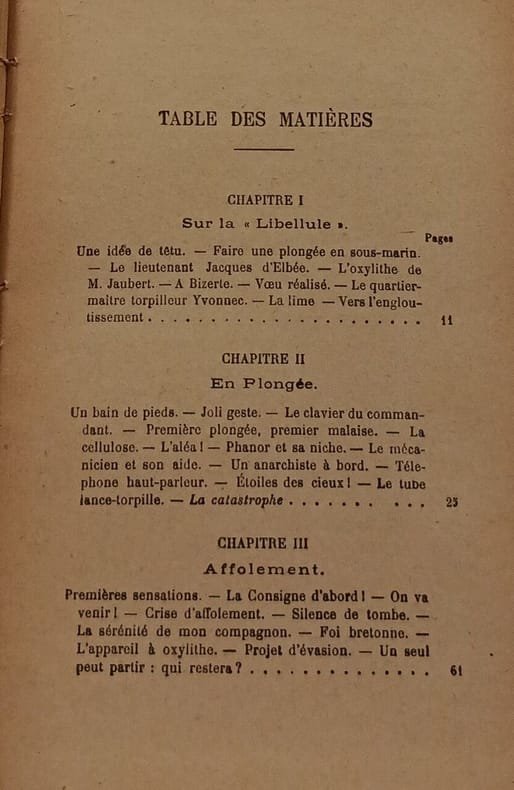 TABLE DES MATIÈRES
CHAPITRE I
Sur la « Libellule ».
Pages
Une idée de têtu. — Faire une plongée en sous-marin.
— Le lieutenant Jacques d'Elbée. — L'oxylithe de
M. Jaubert. — A Bizerte. — Vœu réalisé. — Le quartier-
maître torpilleur Yvonnec. — La lime — Vers l'englou-
tissement . . . . . . . . . . . . . . . . . . . . 11
CHAPITRE II
En Plongée.
Un bain de pieds. — Joli geste. — Le clavier du comman-
dant. — Première plongée, premier malaise. — La
cellulose. — L'aléa ! — Phanor et sa niche. — Le méca-
nicien et son aide. — Un anarchiste à bord. — Télé-
phone haut-parleur. — Étoiles des cieux ! — Le tube
lance-torpille. — La catastrophe . . . . . . . . . . 25
CHAPITRE III
Affolement.
Premières sensations. — La Consigne d'abord ! — On va
venir ! — Crise d'affolement. — Silence de tombe. —
La sérénité de mon compagnon. — Foi bretonne. —
L'appareil à oxylithe. — Projet d'évasion. — Un seul
peut partir : qui restera ? . . . . . . . . . . . . . . 61